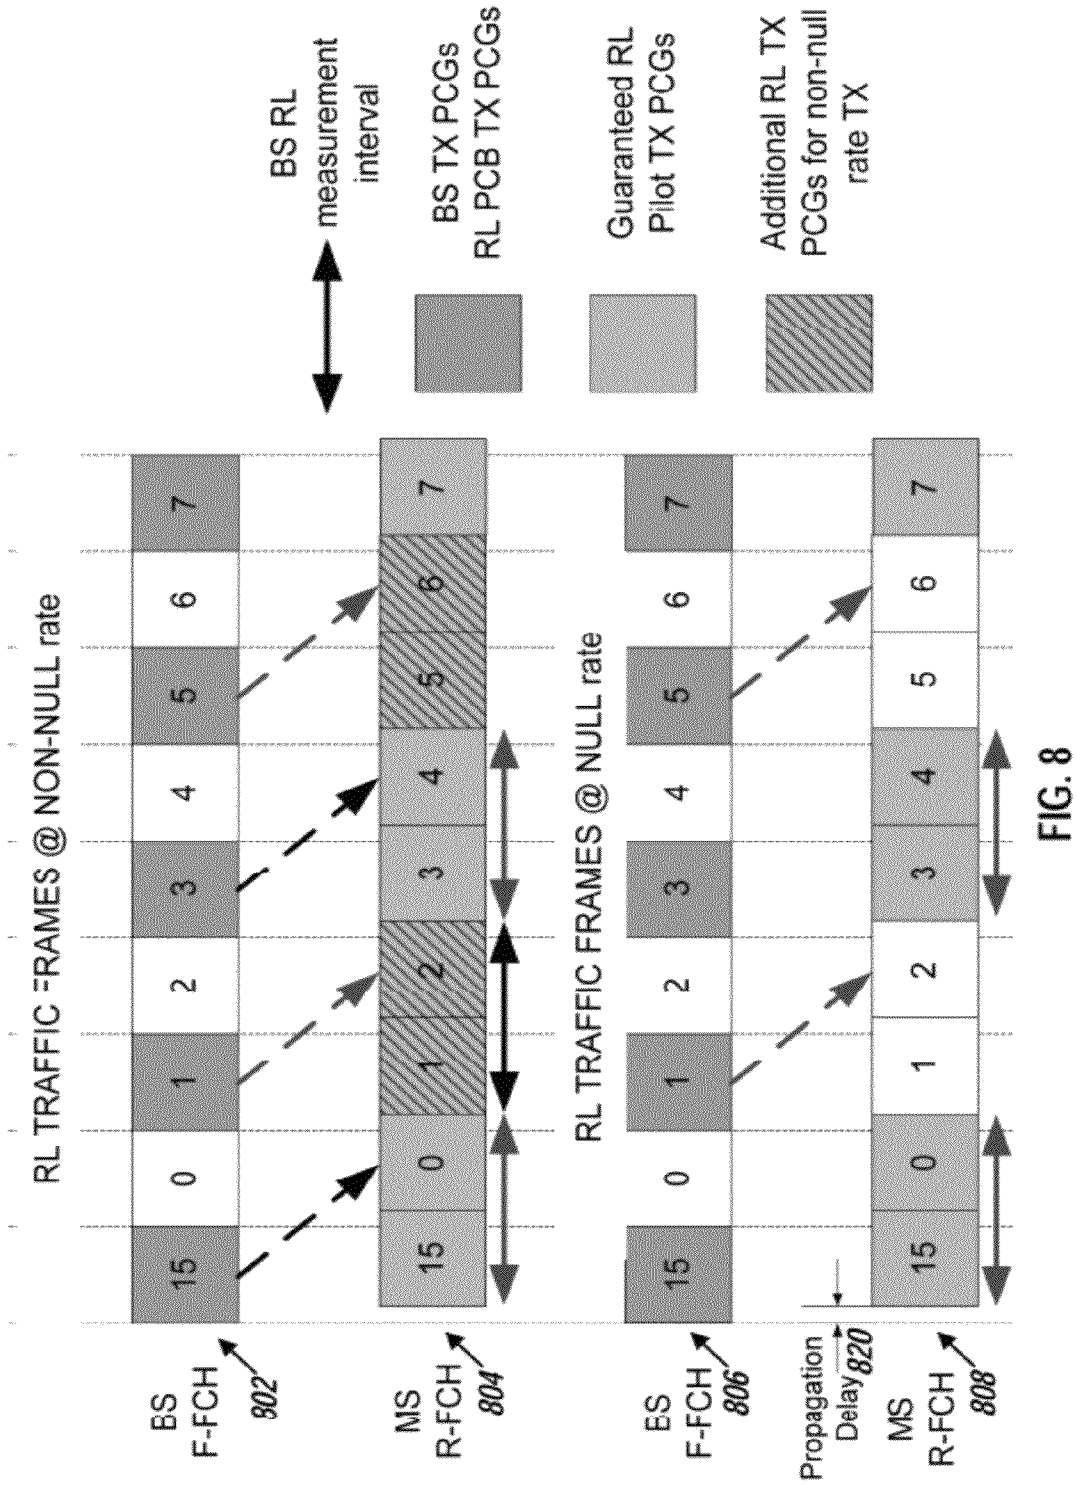 RL TRAFFIC FRAMES @ NON-NULL rate
BS
F-FCH
802
15 0 1 2 3 4 5 6 7
MS
R-FCH
804
15 0 1 2 3 4 5 6 7
RL TRAFFIC FRAMES @ NULL rate
BS
F-FCH
806
15 0 1 2 3 4 5 6 7
Propagation
Delay 820
MS
R-FCH
808
15 0 1 2 3 4 5 6 7
BS RL
measurement
interval
BS TX PCGs
RL PCB TX PCGs
Guaranteed RL
Pilot TX PCGs
Additional RL TX
PCGs for non-null
rate TX
FIG. 8